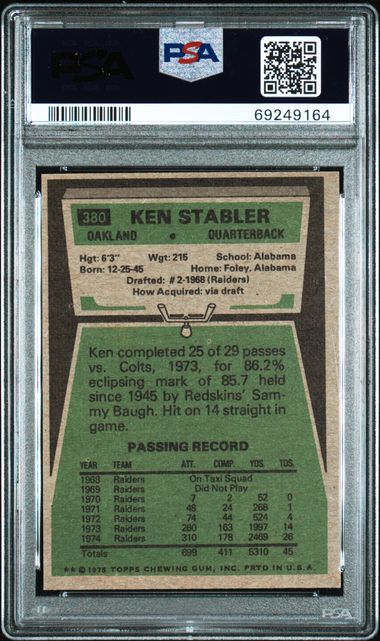 PSA
PSA
69249164
380 KEN STABLER
OAKLAND • QUARTERBACK
Hgt: 6'3" Wgt: 215 School: Alabama
Born: 12-25-45 Home: Foley, Alabama
Drafted: #2-1968 (Raiders)
How Acquired: via draft
Ken completed 25 of 29 passes
vs. Colts, 1973, for 86.2%
eclipsing mark of 85.7 held
since 1945 by Redskins' Sam-
my Baugh. Hit on 14 straight in
game.
PASSING RECORD
YEAR TEAM ATT. COMP. YDS. TDS.
1968 Raiders On Taxi Squad
1969 Raiders Did Not Play
1970 Raiders 7 2 52 0
1971 Raiders 48 24 268 1
1972 Raiders 74 44 524 4
1973 Raiders 260 163 1997 14
1974 Raiders 310 178 2469 26
Totals 699 411 5310 45
** © 1975 TOPPS CHEWING GUM, INC. PRTD IN U.S.A.
PSA